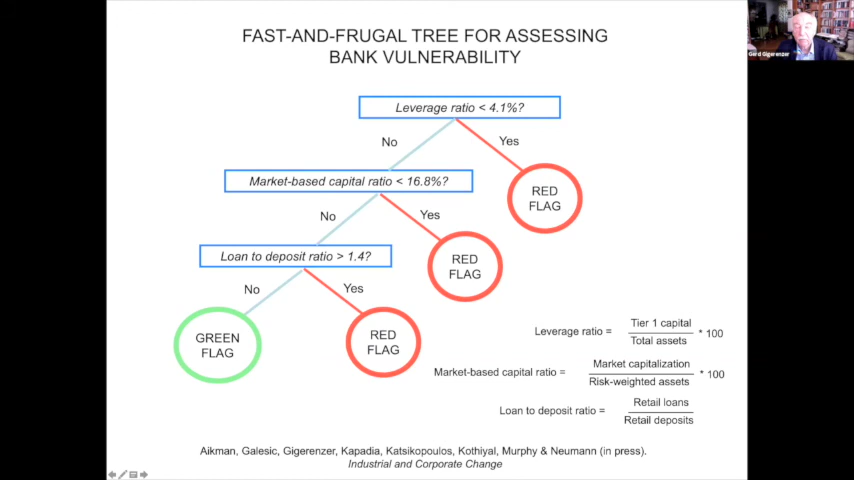 FAST-AND-FRUGAL TREE FOR ASSESSING
BANK VULNERABILITY
Gerd Gigerenzer
Leverage ratio < 4.1%?
No
Yes
Market-based capital ratio < 16.8%?
RED
FLAG
No
Yes
Loan to deposit ratio > 1.4?
RED
FLAG
No
Yes
GREEN
FLAG
RED
FLAG
Leverage ratio =
Tier 1 capital
Total assets
* 100
Market-based capital ratio =
Market capitalization
Risk-weighted assets
* 100
Loan to deposit ratio =
Retail loans
Retail deposits
Aikman, Galesic, Gigerenzer, Kapadia, Katsikopoulos, Kothiyal, Murphy & Neumann (in press).
Industrial and Corporate Change